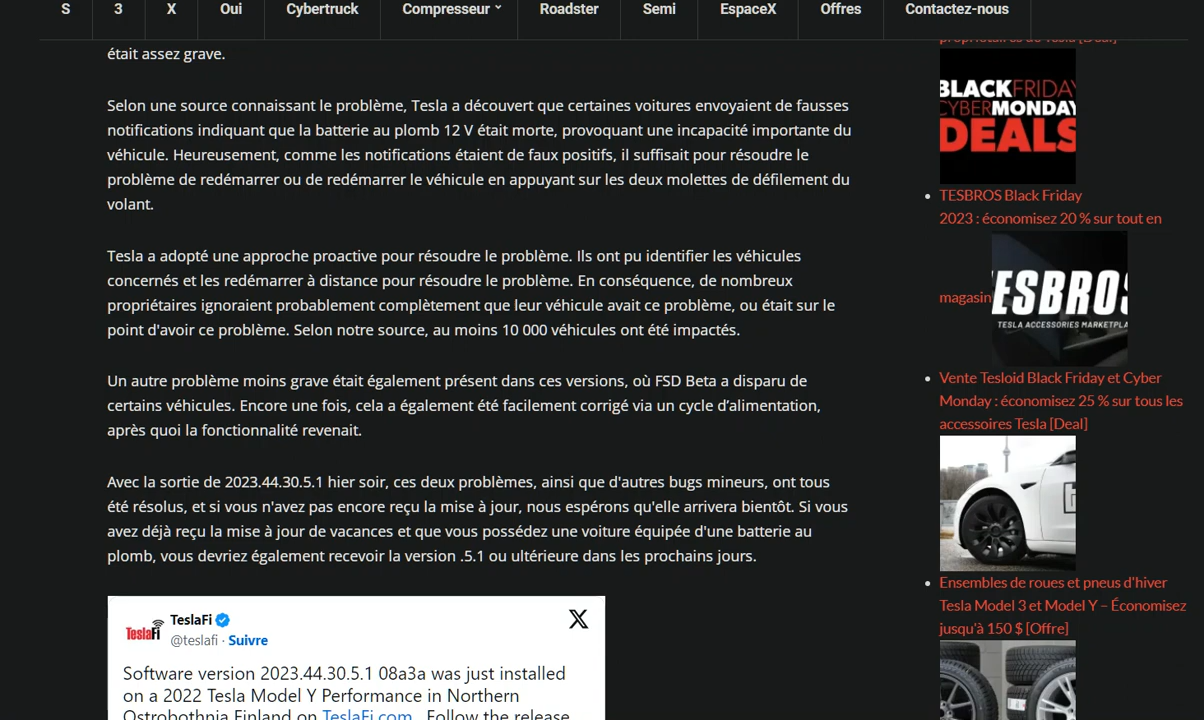 S 3 X Oui Cybertruck Compresseur Roadster Semi EspaceX Offres Contactez-nous
était assez grave.
Selon une source connaissant le problème, Tesla a découvert que certaines voitures envoyaient de fausses
notifications indiquant que la batterie au plomb 12 V était morte, provoquant une incapacité importante du
véhicule. Heureusement, comme les notifications étaient de faux positifs, il suffisait pour résoudre le
problème de redémarrer ou de redémarrer le véhicule en appuyant sur les deux molettes de défilement du
volant.
Tesla a adopté une approche proactive pour résoudre le problème. Ils ont pu identifier les véhicules
concernés et les redémarrer à distance pour résoudre le problème. En conséquence, de nombreux
propriétaires ignoraient probablement complètement que leur véhicule avait ce problème, ou était sur le
point d'avoir ce problème. Selon notre source, au moins 10 000 véhicules ont été impactés.
Un autre problème moins grave était également présent dans ces versions, où FSD Beta a disparu de
certains véhicules. Encore une fois, cela a également été facilement corrigé via un cycle d’alimentation,
après quoi la fonctionnalité revenait.
Avec la sortie de 2023.44.30.5.1 hier soir, ces deux problèmes, ainsi que d'autres bugs mineurs, ont tous
été résolus, et si vous n'avez pas encore reçu la mise à jour, nous espérons qu'elle arrivera bientôt. Si vous
avez déjà reçu la mise à jour de vacances et que vous possédez une voiture équipée d'une batterie au
plomb, vous devriez également recevoir la version .5.1 ou ultérieure dans les prochains jours.
TeslaFi
TeslaFi
@teslafi · Suivre
Software version 2023.44.30.5.1 08a3a was just installed
on a 2022 Tesla Model Y Performance in Northern
Ostrobothnia Finland on TeslaFi.com. Follow the release
propriétaires de Tesla [Deal]
BLACKFRIDAY
CYBERMONDAY
DEALS
TESBROS Black Friday
2023 : économisez 20 % sur tout en
magasin
ESBROS
TESLA ACCESSORIES MARKETPLA
Vente Tesloid Black Friday et Cyber
Monday : économisez 25 % sur tous les
accessoires Tesla [Deal]
Ensembles de roues et pneus d'hiver
Tesla Model 3 et Model Y – Économisez
jusqu'à 150 $ [Offre]